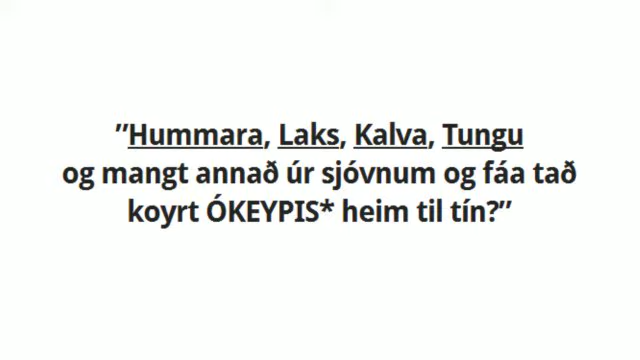 ”Hummara, Laks, Kalva, Tungu
og mangt annað úr sjóvnum og fáa tað
koyrt ÓKEYPIS* heim til tín?”